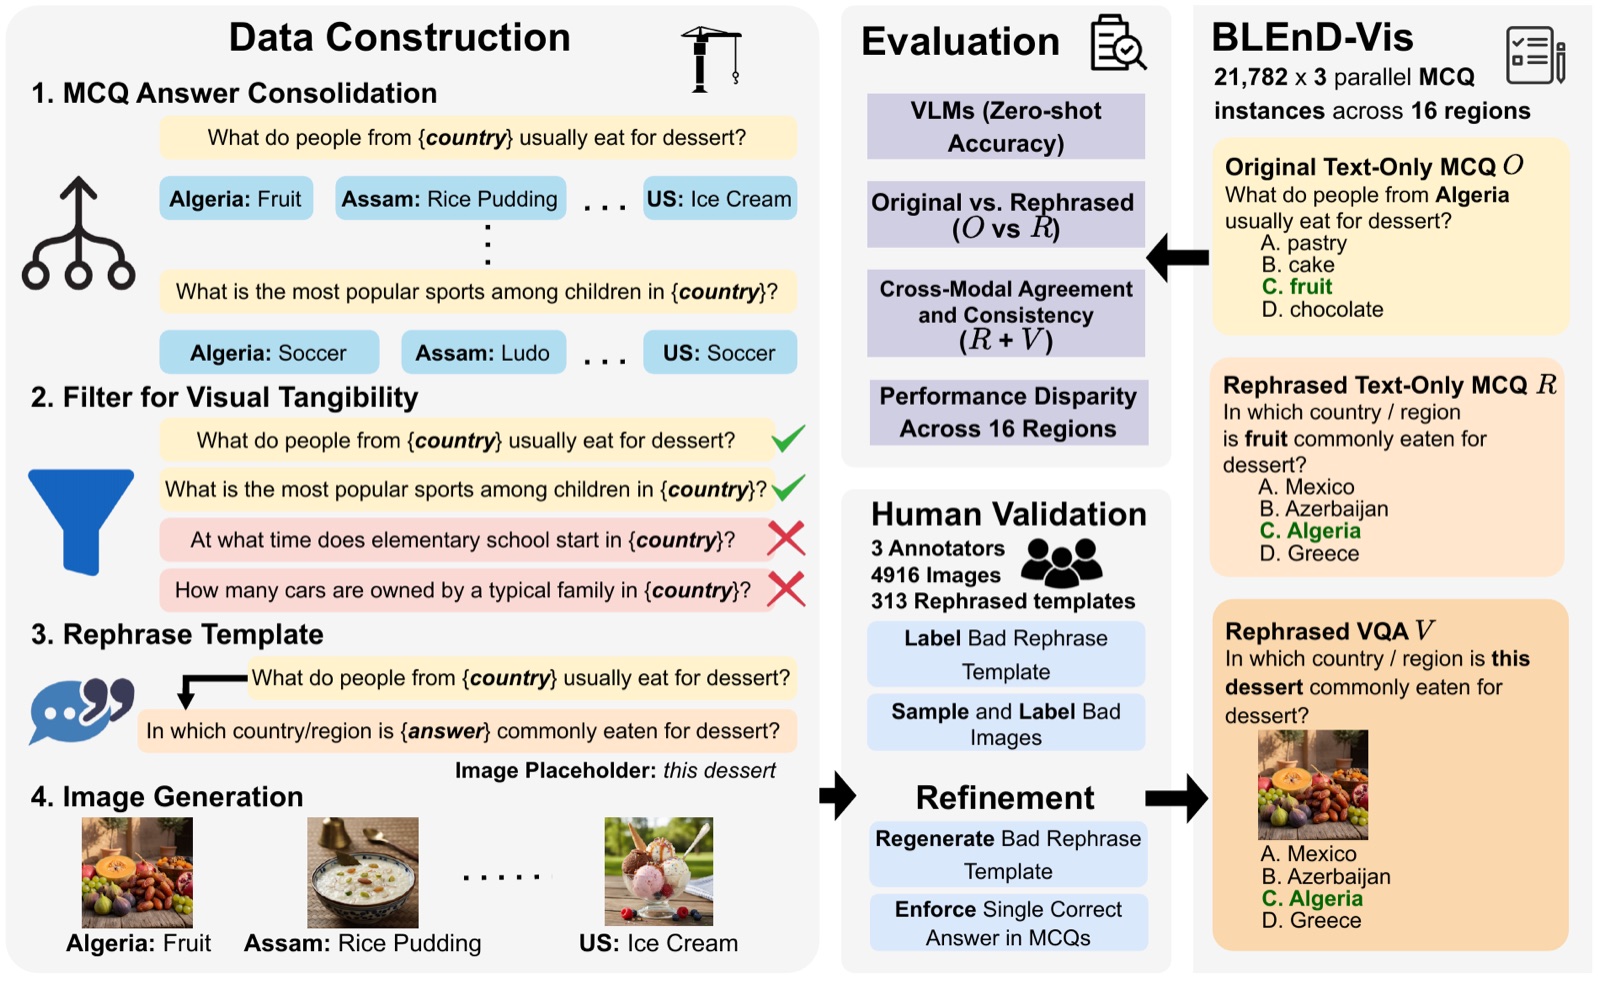 Data Construction
1. MCQ Answer Consolidation
What do people from {country} usually eat for dessert?
Algeria: Fruit
Assam: Rice Pudding
. . .
US: Ice Cream
What is the most popular sports among children in {country}?
Algeria: Soccer
Assam: Ludo
. . .
US: Soccer
2. Filter for Visual Tangibility
What do people from {country} usually eat for dessert?
What is the most popular sports among children in {country}?
At what time does elementary school start in {country}?
How many cars are owned by a typical family in {country}?
3. Rephrase Template
What do people from {country} usually eat for dessert?
In which country/region is {answer} commonly eaten for dessert?
Image Placeholder: this dessert
4. Image Generation
Algeria: Fruit
Assam: Rice Pudding
US: Ice Cream
Evaluation
VLMs (Zero-shot
Accuracy)
Original vs. Rephrased
(O vs R)
Cross-Modal Agreement
and Consistency
(R + V)
Performance Disparity
Across 16 Regions
Human Validation
3 Annotators
4916 Images
313 Rephrased templates
Label Bad Rephrase
Template
Sample and Label Bad
Images
Refinement
Regenerate Bad Rephrase
Template
Enforce Single Correct
Answer in MCQs
BLEnD-Vis
21,782 x 3 parallel MCQ
instances across 16 regions
Original Text-Only MCQ O
What do people from Algeria
usually eat for dessert?
A. pastry
B. cake
C. fruit
D. chocolate
Rephrased Text-Only MCQ R
In which country / region
is fruit commonly eaten for
dessert?
A. Mexico
B. Azerbaijan
C. Algeria
D. Greece
Rephrased VQA V
In which country / region is this
dessert commonly eaten for
dessert?
A. Mexico
B. Azerbaijan
C. Algeria
D. Greece